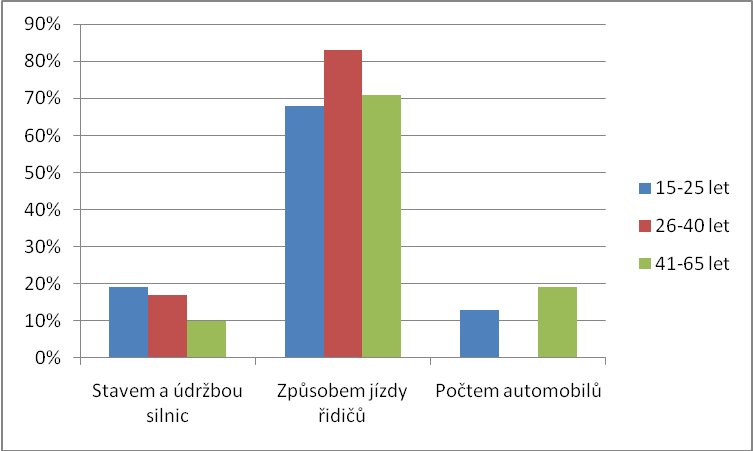 90%
80%
70%
60%
50%
40%
30%
20%
10%
0%
Stavem a údržbou
silnic
Způsobem jízdy
řidičů
Počtem automobilů
15-25 let
26-40 let
41-65 let